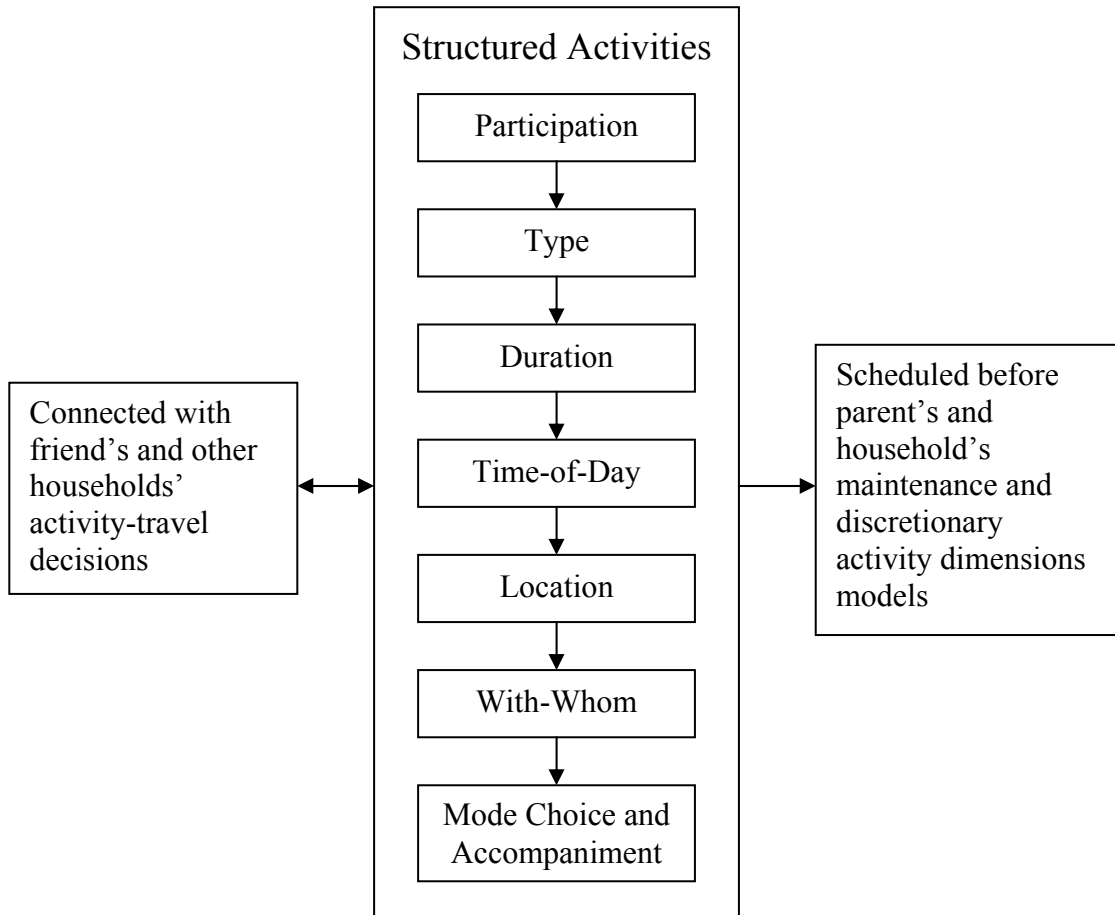 Structured Activities
Participation
Type
Duration
Time-of-Day
Location
With-Whom
Mode Choice and
Accompaniment
Connected with
friend’s and other
households’
activity-travel
decisions
Scheduled before
parent’s and
household’s
maintenance and
discretionary
activity dimensions
models